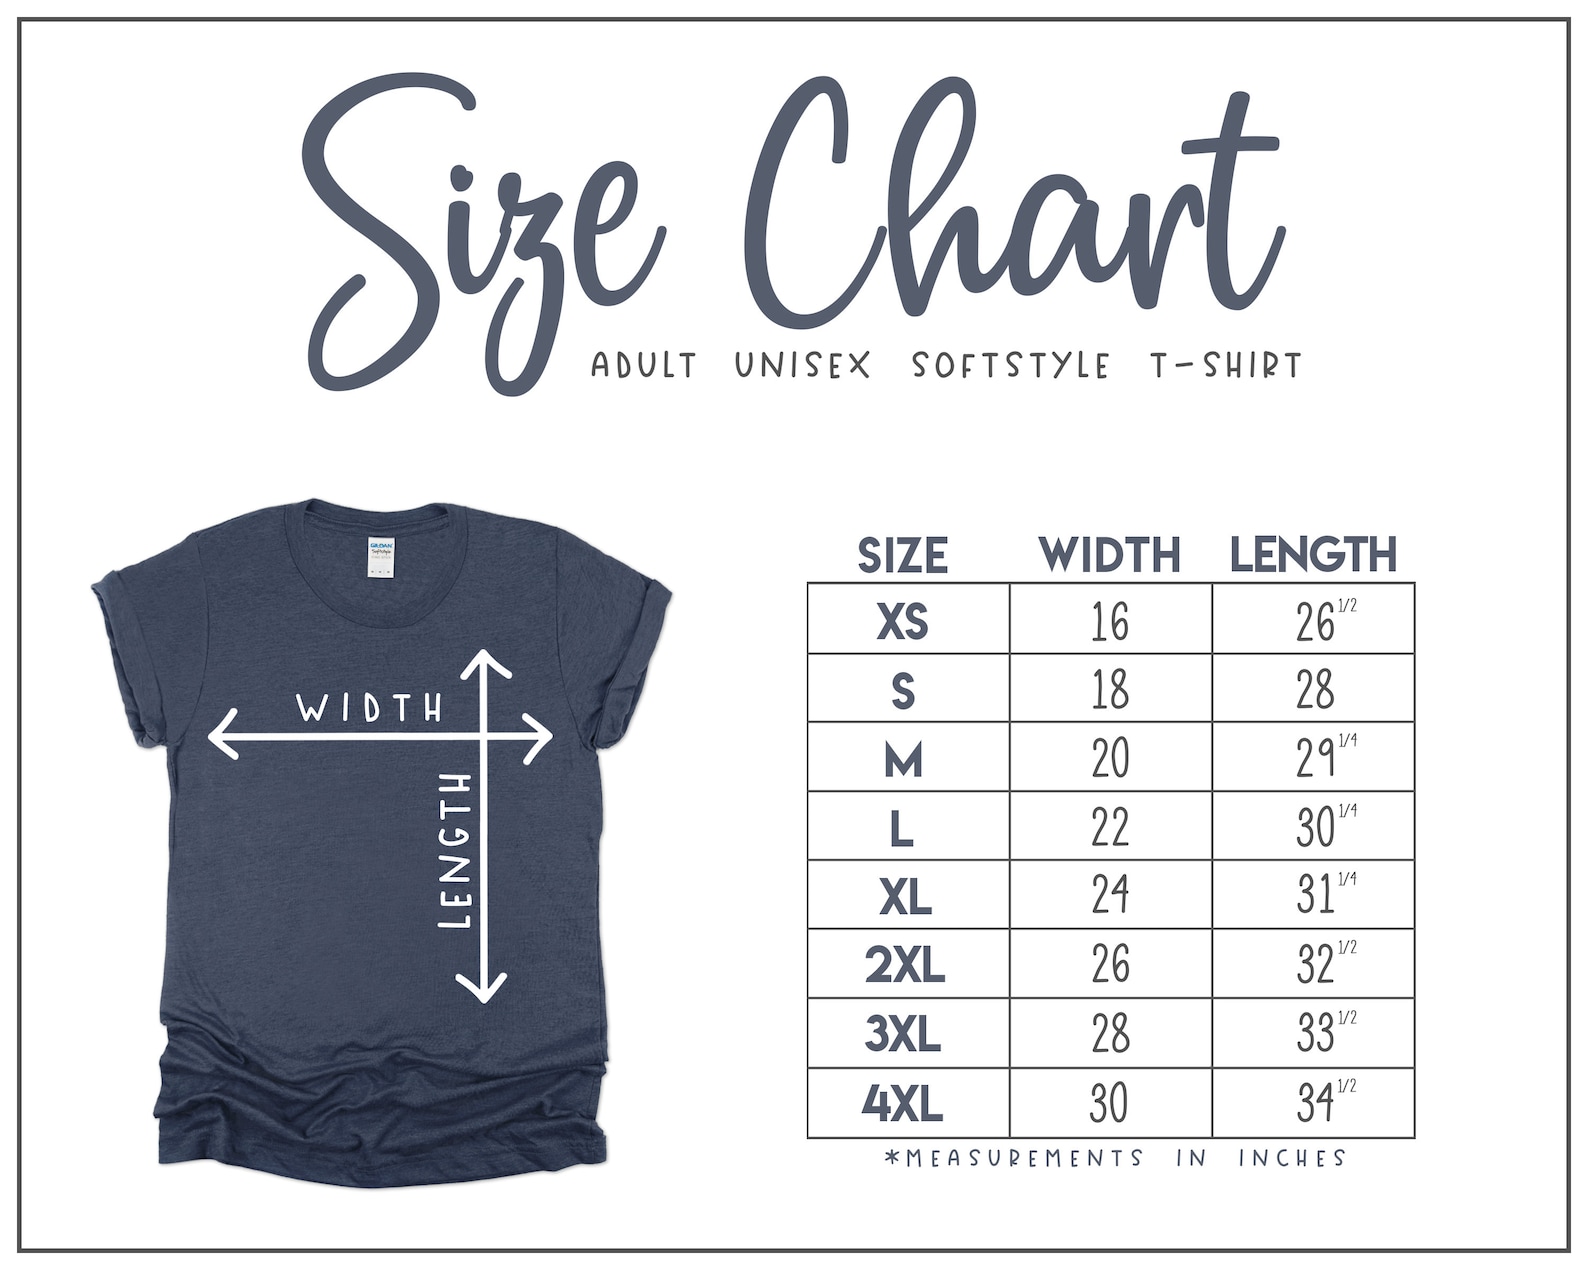 Size Chart
ADULT UNISEX SOFTSTYLE T-SHIRT
GILDAN
Softstyle
WIDTH
LENGTH
SIZE WIDTH LENGTH
XS 16 26 1/2
S 18 28
M 20 29 1/4
L 22 30 1/4
XL 24 31 1/4
2XL 26 32 1/2
3XL 28 33 1/2
4XL 30 34 1/2
*MEASUREMENTS IN INCHES